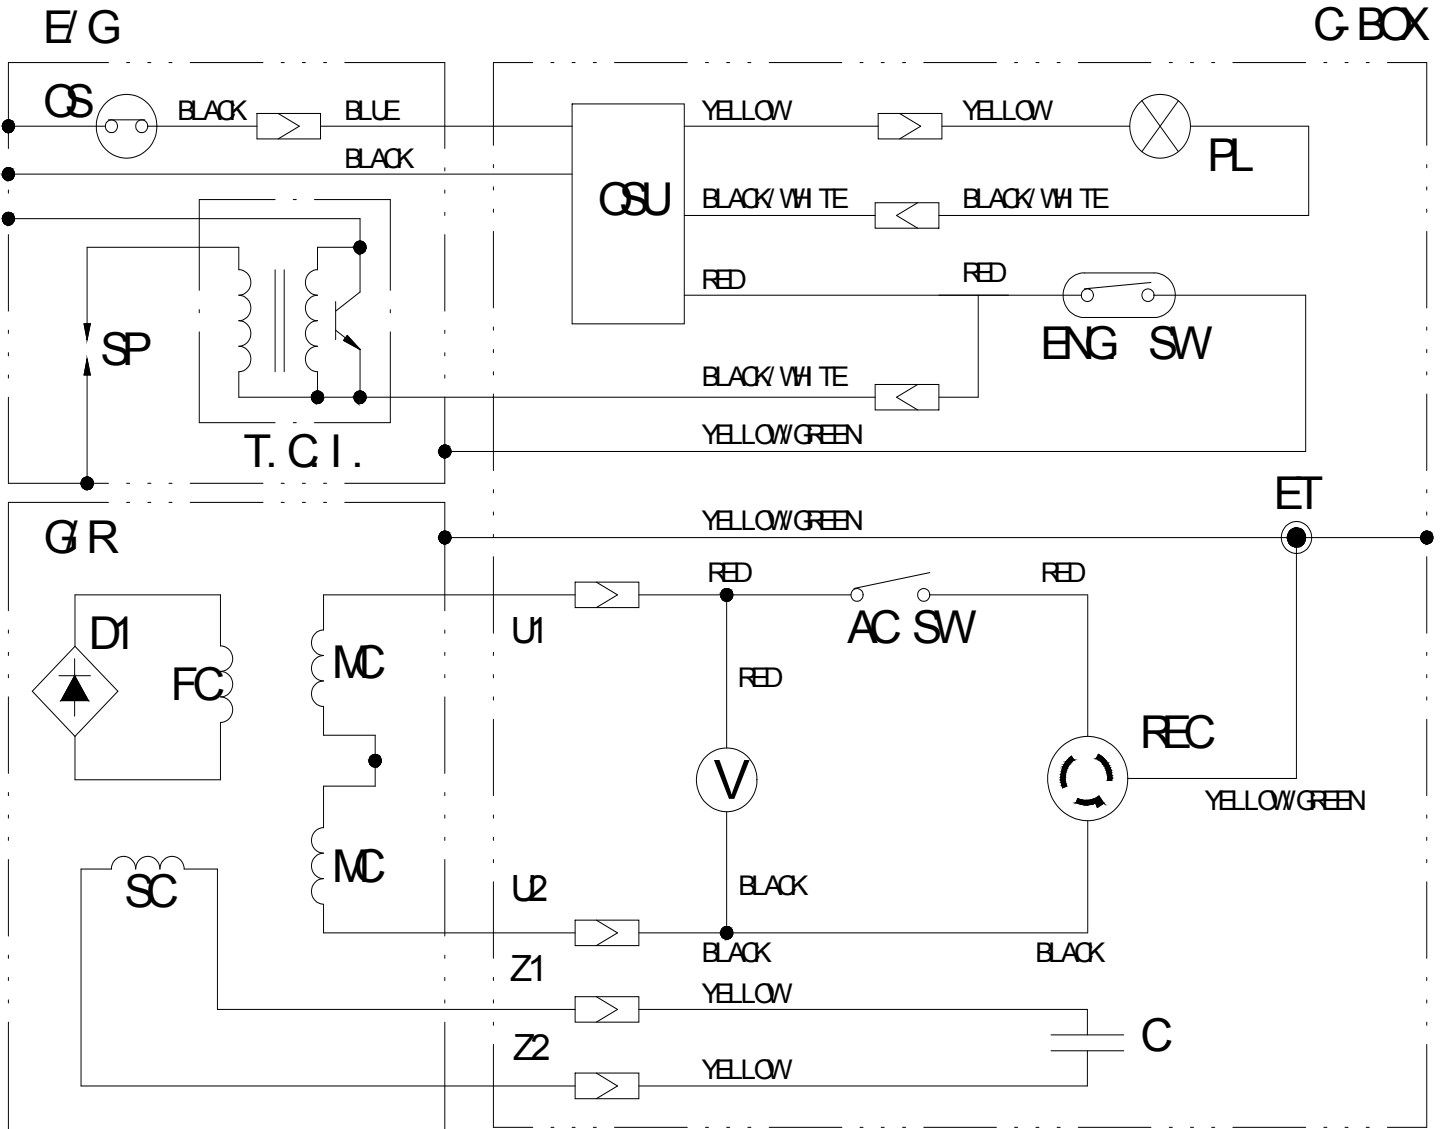 E/G
C-BOX
OS
BLACK
BLUE
YELLOW
YELLOW
PL
BLACK
OSU
BLACK/WHITE
BLACK/WHITE
RED
RED
SP
ENG. SW
BLACK/WHITE
T.C.I.
YELLOW/GREEN
ET
G/R
YELLOW/GREEN
RED
RED
D1
U1
AC SW
MC
FC
RED
REC
V
YELLOW/GREEN
MC
SC
U2
BLACK
BLACK
BLACK
Z1
YELLOW
C
Z2
YELLOW